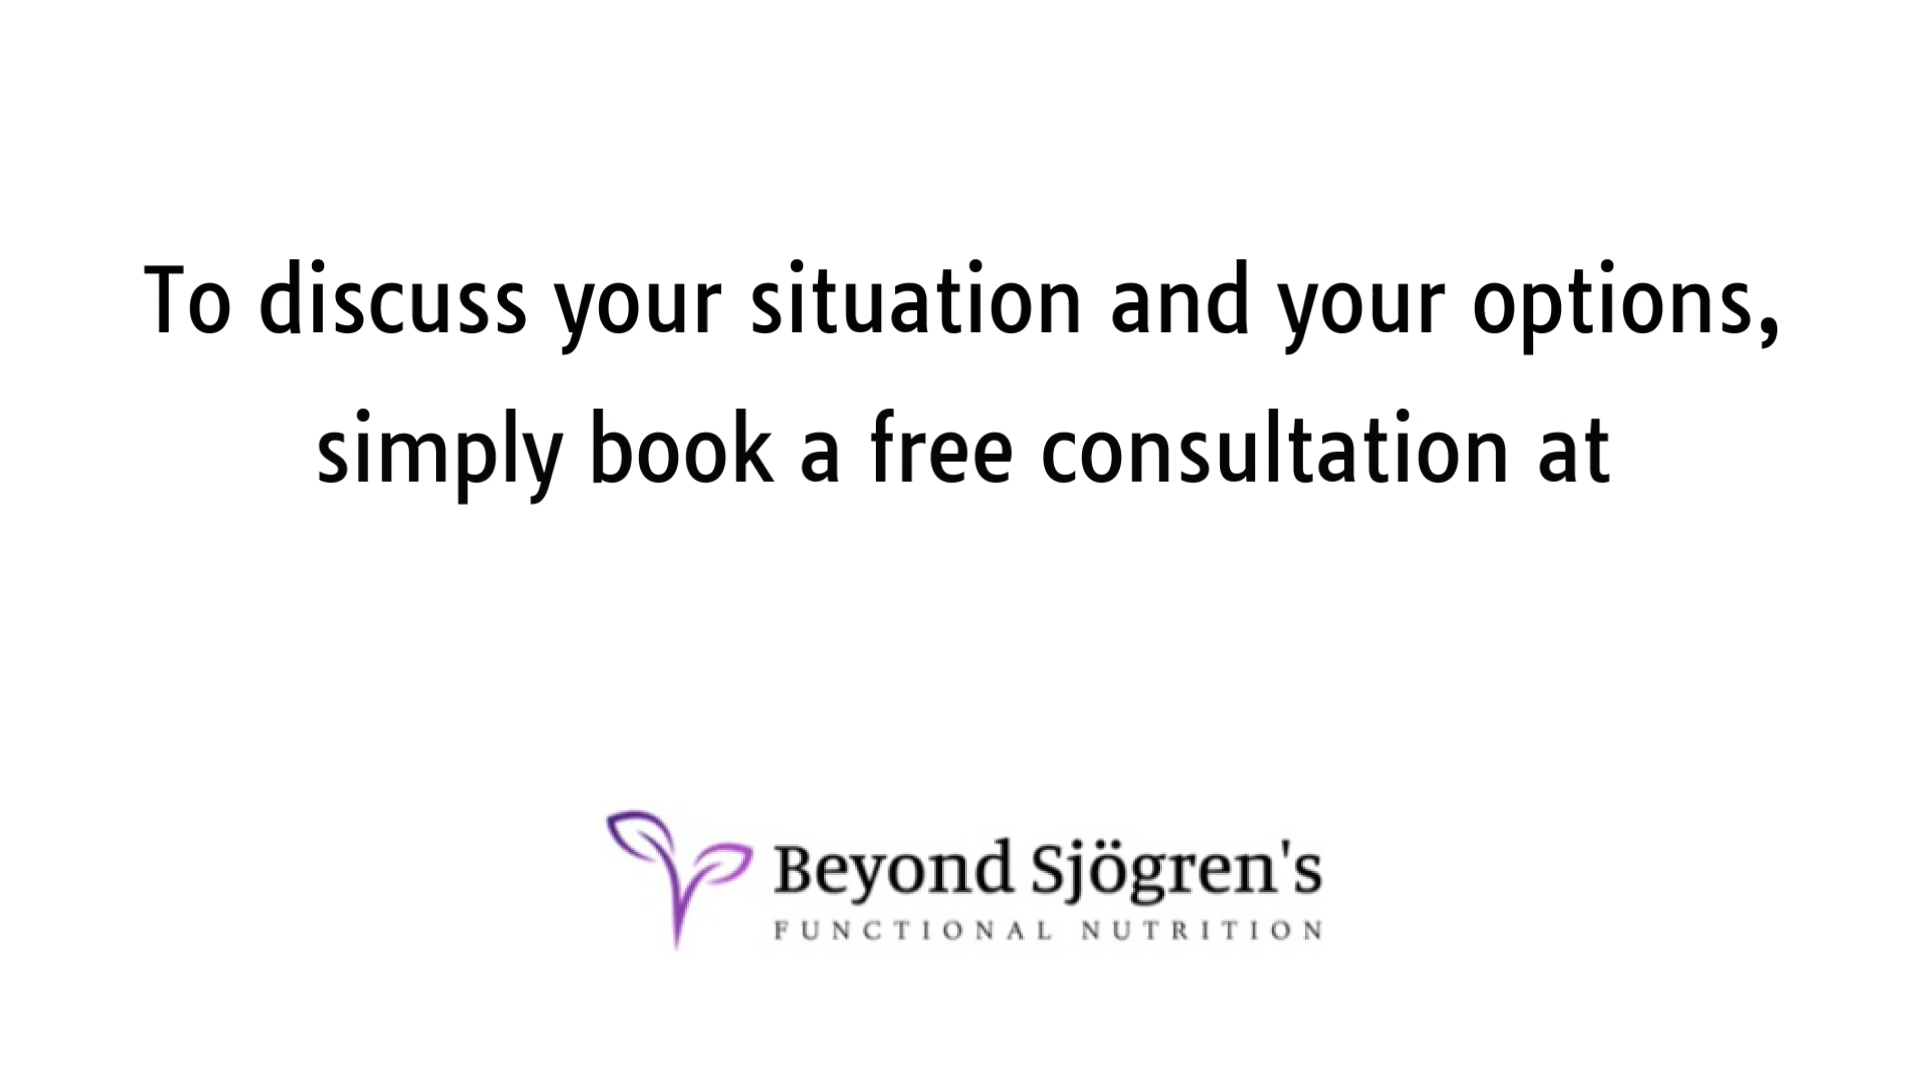 To discuss your situation and your options,
simply book a free consultation at
Beyond Sjögren's
FUNCTIONAL NUTRITION